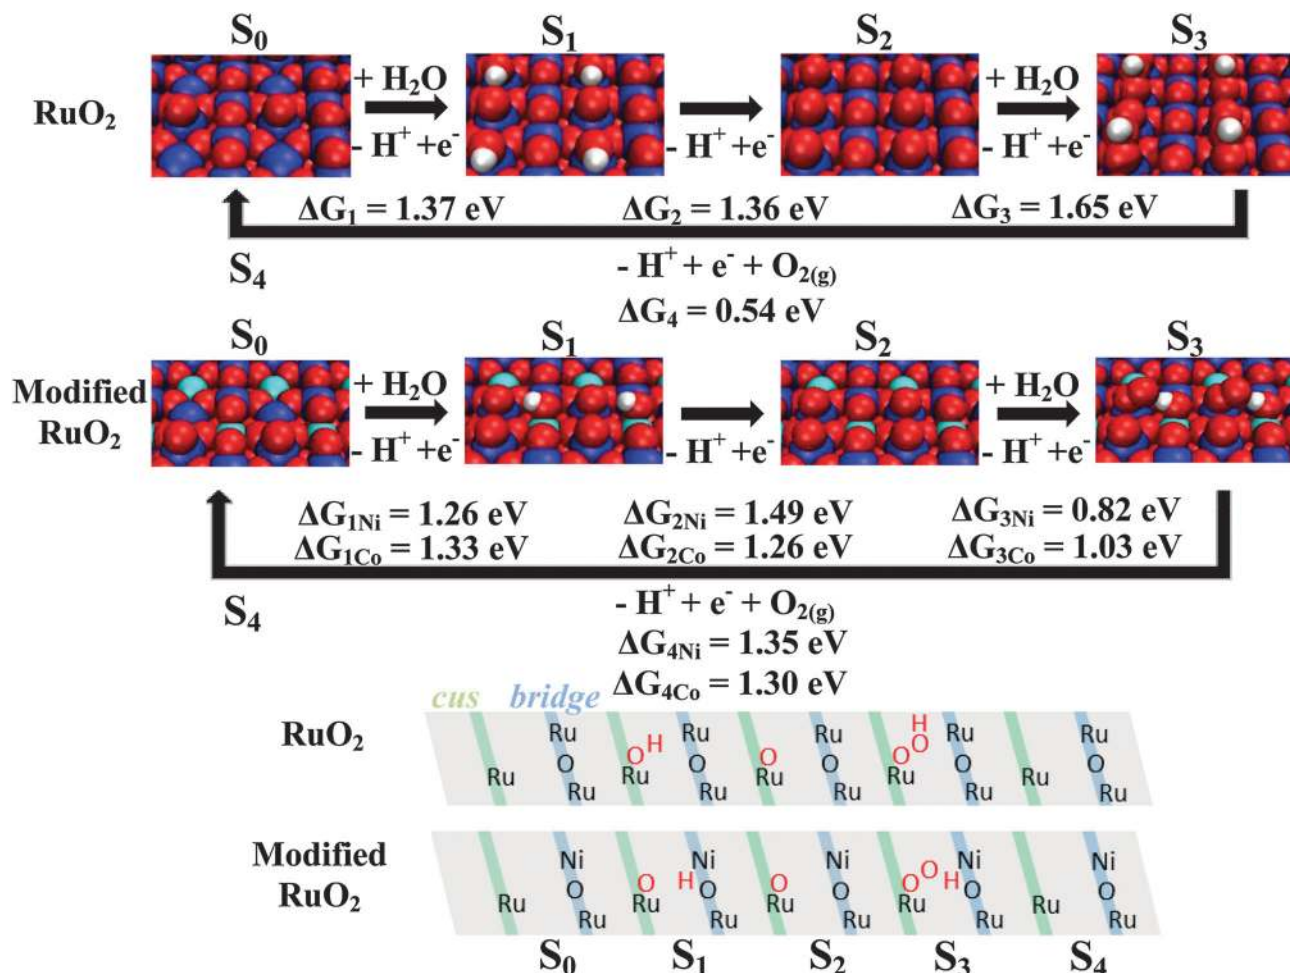 S₀ S₁ S₂ S₃
RuO₂
+ H₂O
- H⁺ +e⁻
- H⁺ +e⁻
+ H₂O
- H⁺ +e⁻
ΔG₁ = 1.37 eV ΔG₂ = 1.36 eV ΔG₃ = 1.65 eV
S₄
- H⁺ + e⁻ + O₂₍g₎
ΔG₄ = 0.54 eV
S₀ S₁ S₂ S₃
Modified
RuO₂
+ H₂O
- H⁺ +e⁻
- H⁺ +e⁻
+ H₂O
- H⁺ +e⁻
ΔG₁Ni = 1.26 eV ΔG₂Ni = 1.49 eV ΔG₃Ni = 0.82 eV
ΔG₁Co = 1.33 eV ΔG₂Co = 1.26 eV ΔG₃Co = 1.03 eV
S₄
- H⁺ + e⁻ + O₂₍g₎
ΔG₄Ni = 1.35 eV
ΔG₄Co = 1.30 eV
cus bridge
RuO₂
Ru Ru O Ru
Ru O H Ru O Ru
Ru O Ru O Ru
Ru O O H Ru O Ru
Ru Ru O Ru
Modified
RuO₂
Ru Ni O Ru
Ru O H Ni O Ru
Ru O Ni O Ru
Ru O O H Ni O Ru
Ru Ni O Ru
S₀ S₁ S₂ S₃ S₄